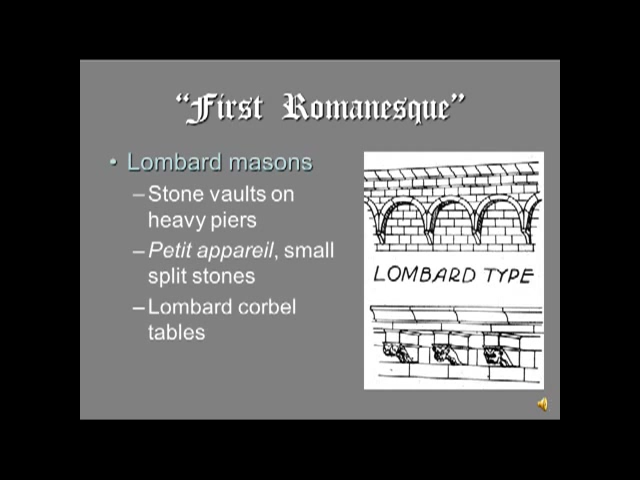 “First Romanesque”
• Lombard masons
–Stone vaults on
heavy piers
–Petit appareil, small
split stones
–Lombard corbel
tables
LOMBARD TYPE